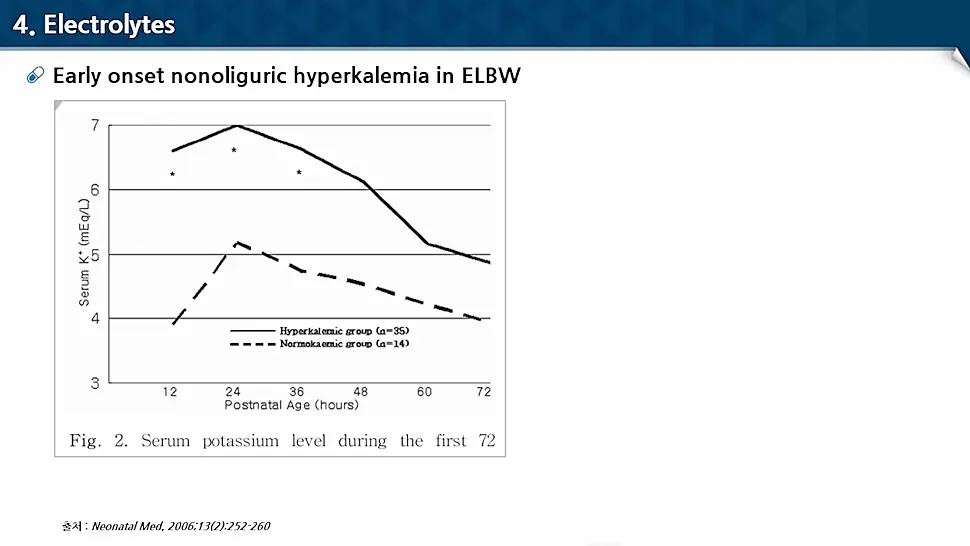 4. Electrolytes
Early onset nonoliguric hyperkalemia in ELBW
7
6
5
4
3
Serum K⁺ (mEq/L)
*
*
*
Hyperkalemic group (n=35)
Normokaemic group (n=14)
12 24 36 48 60 72
Postnatal Age (hours)
Fig. 2. Serum potassium level during the first 72
출처 : Neonatal Med, 2006;13(2):252-260